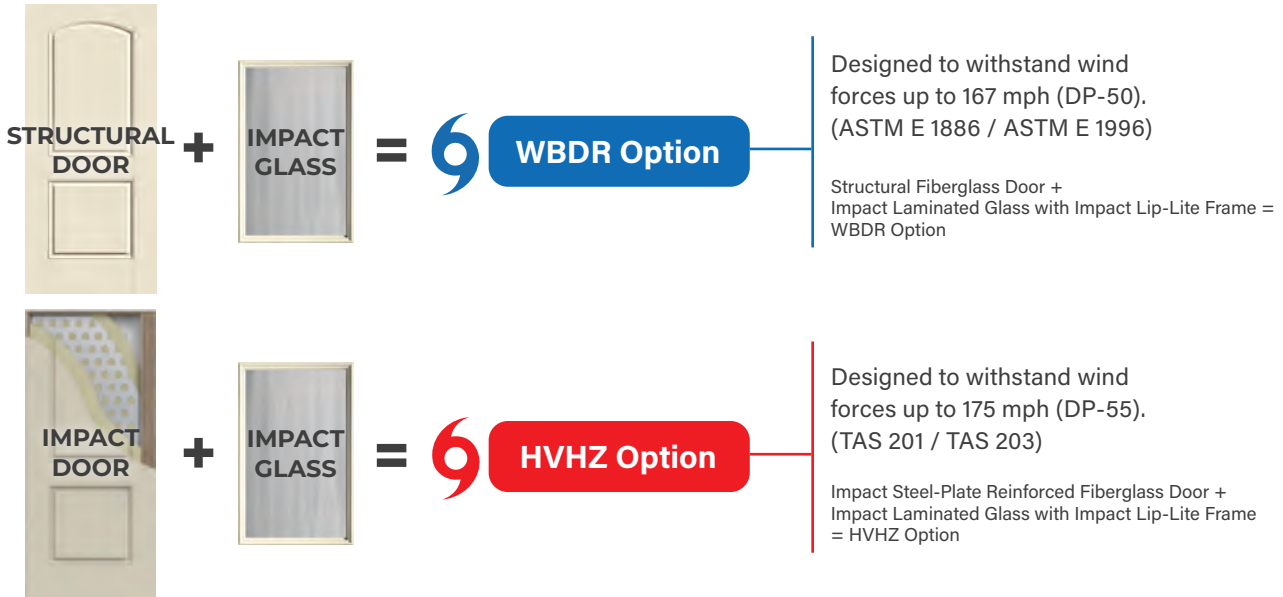 STRUCTURAL
DOOR
+
IMPACT
GLASS
=
WBDR Option
Designed to withstand wind
forces up to 167 mph (DP-50).
(ASTM E 1886 / ASTM E 1996)
Structural Fiberglass Door +
Impact Laminated Glass with Impact Lip-Lite Frame =
WBDR Option
IMPACT
DOOR
+
IMPACT
GLASS
=
HVHZ Option
Designed to withstand wind
forces up to 175 mph (DP-55).
(TAS 201 / TAS 203)
Impact Steel-Plate Reinforced Fiberglass Door +
Impact Laminated Glass with Impact Lip-Lite Frame
= HVHZ Option